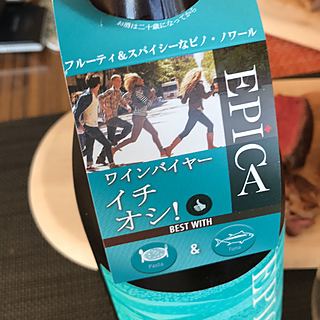 お酒は二十歳になってから
フルーティ&スパイシーなピノ・ノワール
EPICA
ワインバイヤー
イチ
オシ!
BEST WITH
Paella
&
Tuna